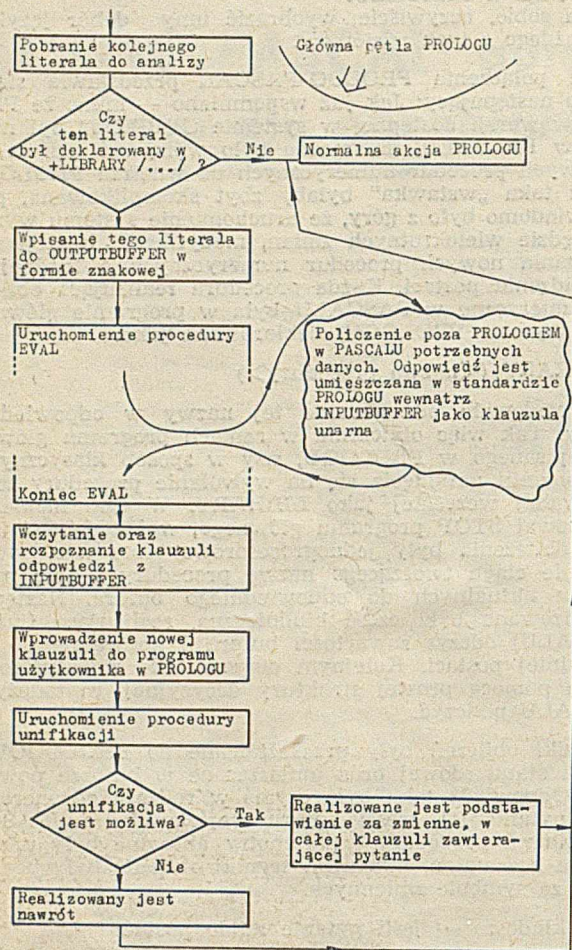 Pobranie kolejnego
literala do analizy
Główna pętla PROLOGU
Czy
ten literal
był deklarowany w
+LIBRARY /.../ ?
Nie
Normalna akcja PROLOGU
Wpisanie tego literala
do OUTPUTBUFFER w
formie znakowej
Uruchomienie procedury
EVAL
Policzenie poza PROLOGIEM
w PASCALU potrzebnych
danych. Odpowiedź jest
umieszczana w standardzie
PROLOGU wewnątrz
INPUTBUFFER jako klauzula
unarna
Koniec EVAL
Wczytanie oraz
rozpoznanie klauzuli
odpowiedzi z
INPUTBUFFER
Wprowadzenie nowej
klauzuli do programu
użytkownika w PROLOGU
Uruchomienie procedury
unifikacji
Czy
unifikacja
jest możliwa?
Tak
Realizowane jest podsta-
wienie za zmienne, w
całej klauzuli zawiera-
jącej pytanie
Nie
Realizowany jest
nawrót